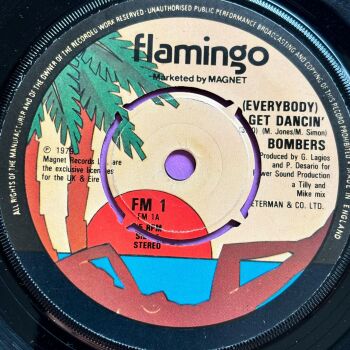 ALL RIGHTS OF THE MANUFACTURER AND OF THE OWNER OF THE RECORDED WORK RESERVED · UNAUTHORISED PUBLIC PERFORMANCE BROADCASTING AND COPYING OF THIS RECORD PROHIBITED · MADE IN ENGLAND
flamingo
Marketed by MAGNET
(EVERYBODY)
GET DANCIN'
(M. Jones/M. Simon)
BOMBERS
Produced by G. Lagios
and P. Desario for
Power Sound Production
a Tilly and
Mike mix
ETERMAN & CO. LTD.
℗ 1979
Magnet Records are
the exclusive licen
for the UK & Eire
FM 1
FM 1A
RPM
STEREO